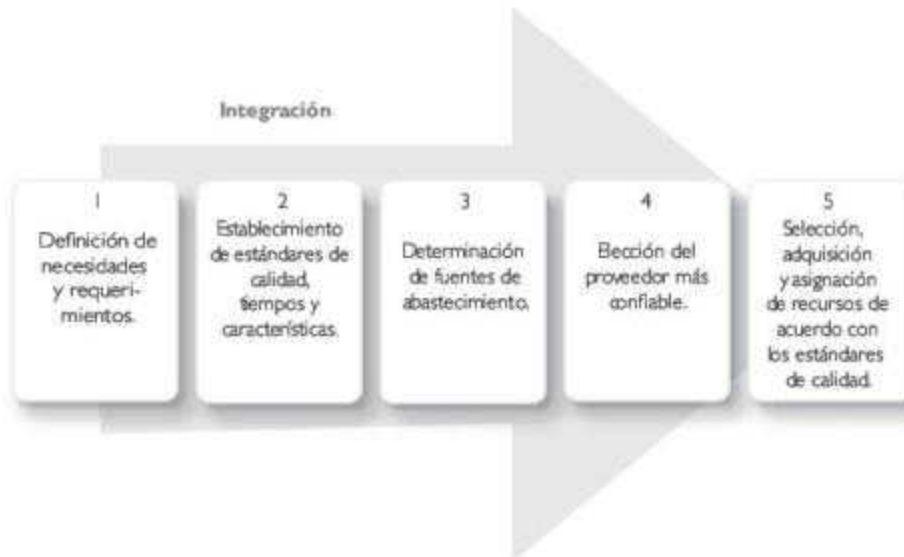 Integración
1
Definición de
necesidades
y requeri-
mientos.
2
Establecimiento
de estándares de
calidad,
tiempos y
características.
3
Determinación
de fuentes de
abastecimiento.
4
Elección del
proveedor más
confiable.
5
Selección,
adquisición
y asignación
de recursos de
acuerdo con
los estándares
de calidad.